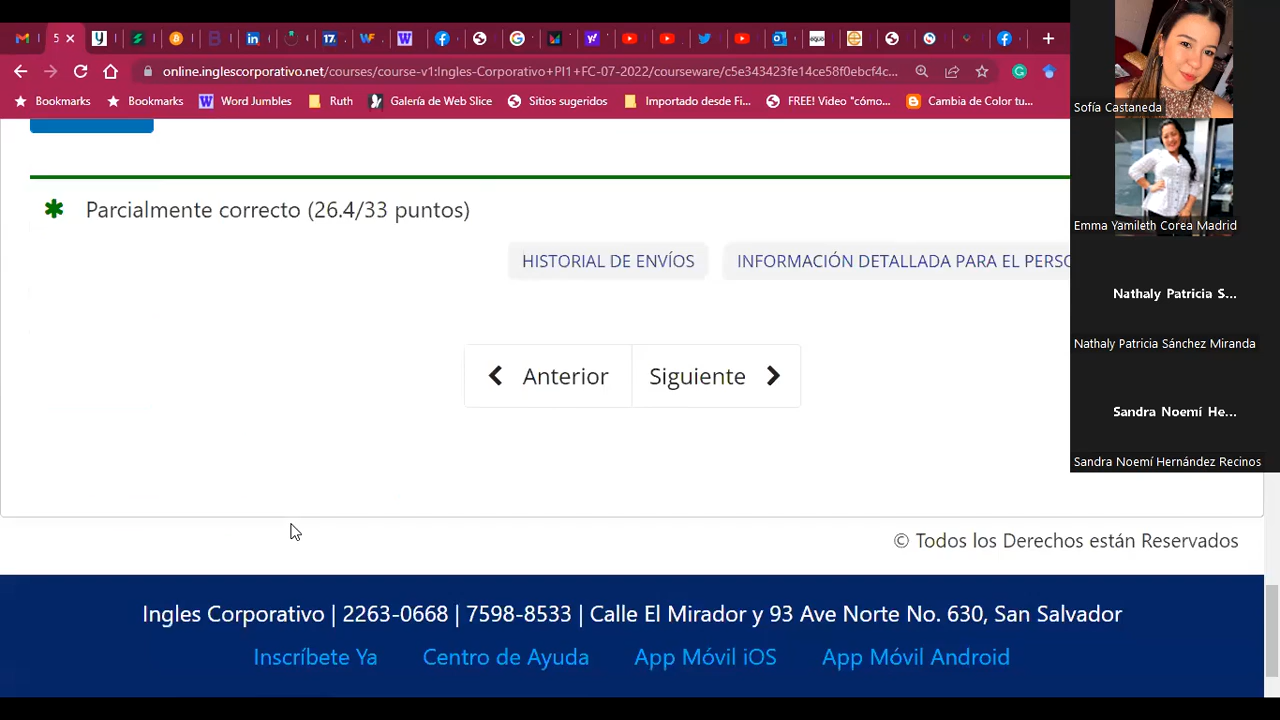 5
17
online.inglescorporativo.net/courses/course-v1:Ingles-Corporativo+PI1+FC-07-2022/courseware/c5e343423fe14ce58f0ebcf4c...
Bookmarks
Bookmarks
Word Jumbles
Ruth
Galería de Web Slice
Sitios sugeridos
Importado desde Fi...
FREE! Video "cómo...
Cambia de Color tu...
Sofía Castaneda
Emma Yamileth Corea Madrid
Nathaly Patricia S...
Nathaly Patricia Sánchez Miranda
Sandra Noemí He...
Sandra Noemí Hernández Recinos
Parcialmente correcto (26.4/33 puntos)
HISTORIAL DE ENVÍOS
INFORMACIÓN DETALLADA PARA EL PERSO
Anterior
Siguiente
© Todos los Derechos están Reservados
Ingles Corporativo | 2263-0668 | 7598-8533 | Calle El Mirador y 93 Ave Norte No. 630, San Salvador
Inscríbete Ya
Centro de Ayuda
App Móvil iOS
App Móvil Android